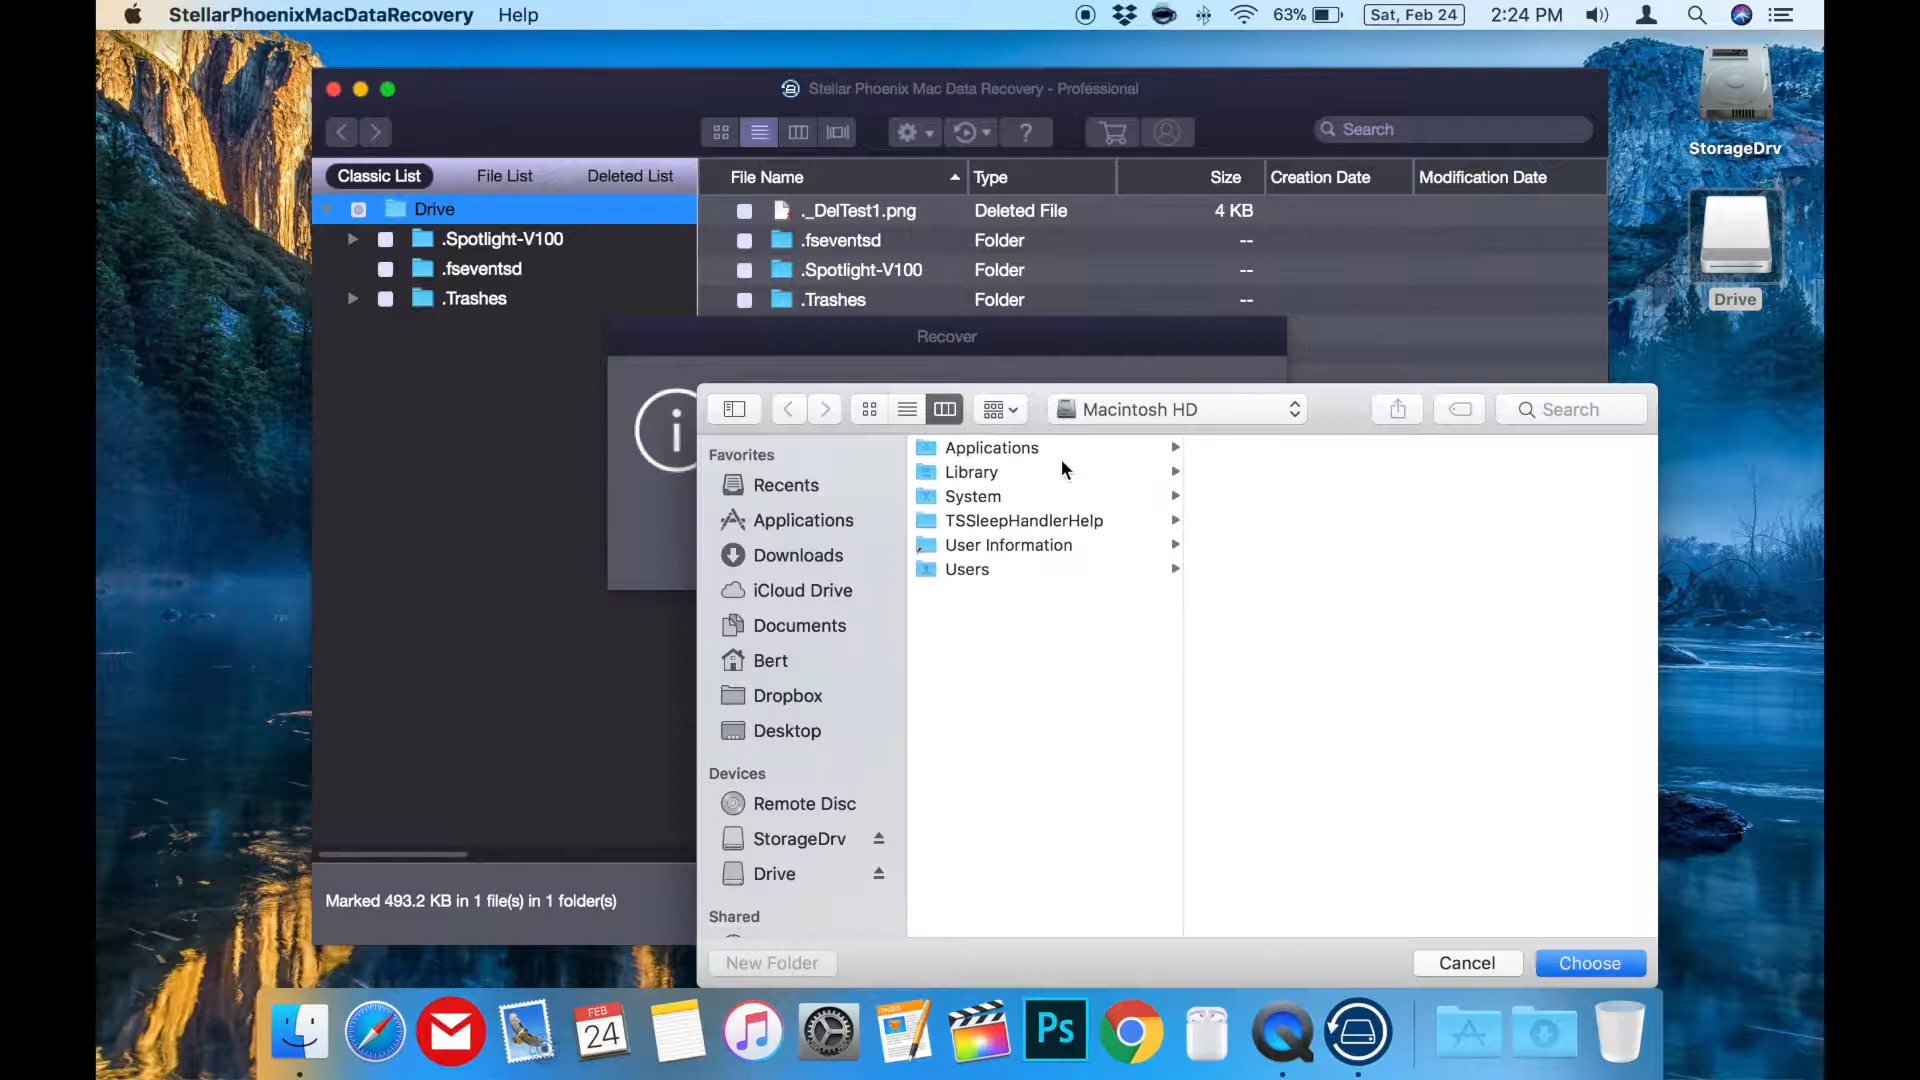 StellarPhoenixMacDataRecovery Help 63% Sat, Feb 24 2:24 PM
Stellar Phoenix Mac Data Recovery - Professional
? Search
Classic List File List Deleted List
Drive
.Spotlight-V100
.fseventsd
.Trashes
File Name Type Size Creation Date Modification Date
._DelTest1.png Deleted File 4 KB
.fseventsd Folder --
.Spotlight-V100 Folder --
.Trashes Folder --
StorageDrv
Drive
Recover
i
Macintosh HD Search
Favorites
Recents
Applications
Downloads
iCloud Drive
Documents
Bert
Dropbox
Desktop
Devices
Remote Disc
StorageDrv
Drive
Shared
Applications
Library
System
TSSleepHandlerHelp
User Information
Users
Marked 493.2 KB in 1 file(s) in 1 folder(s)
New Folder Cancel Choose
FEB
24
PAGES
Ps